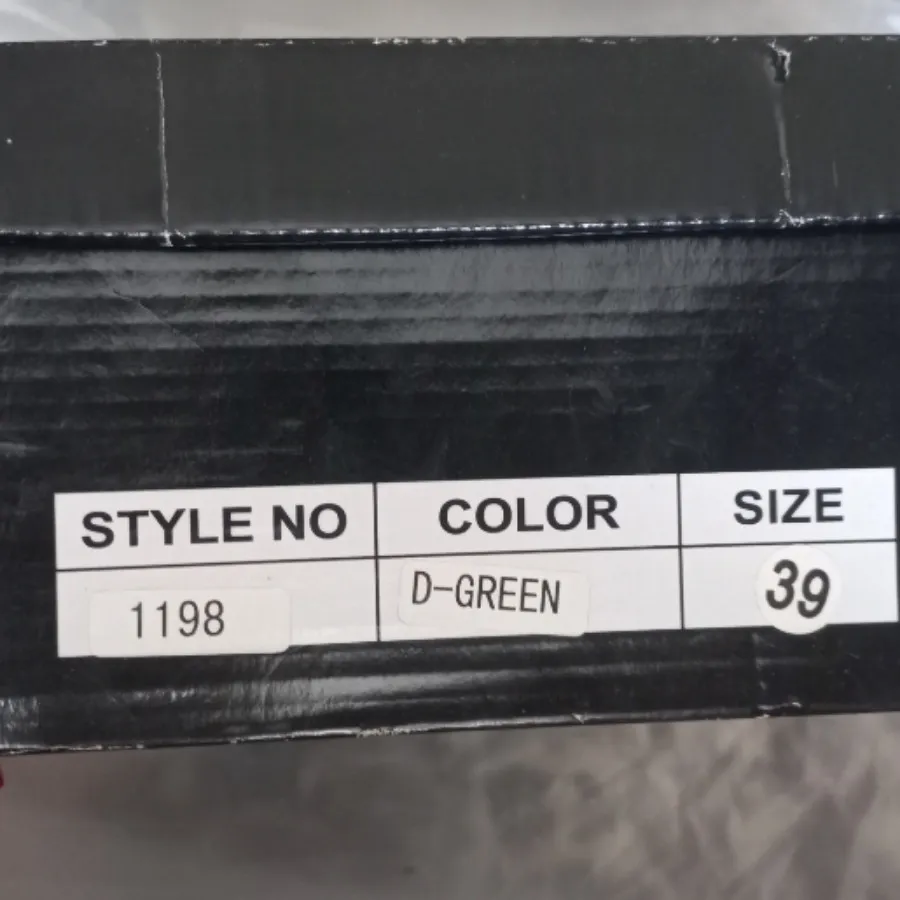 STYLE NO COLOR SIZE
1198 D-GREEN 39